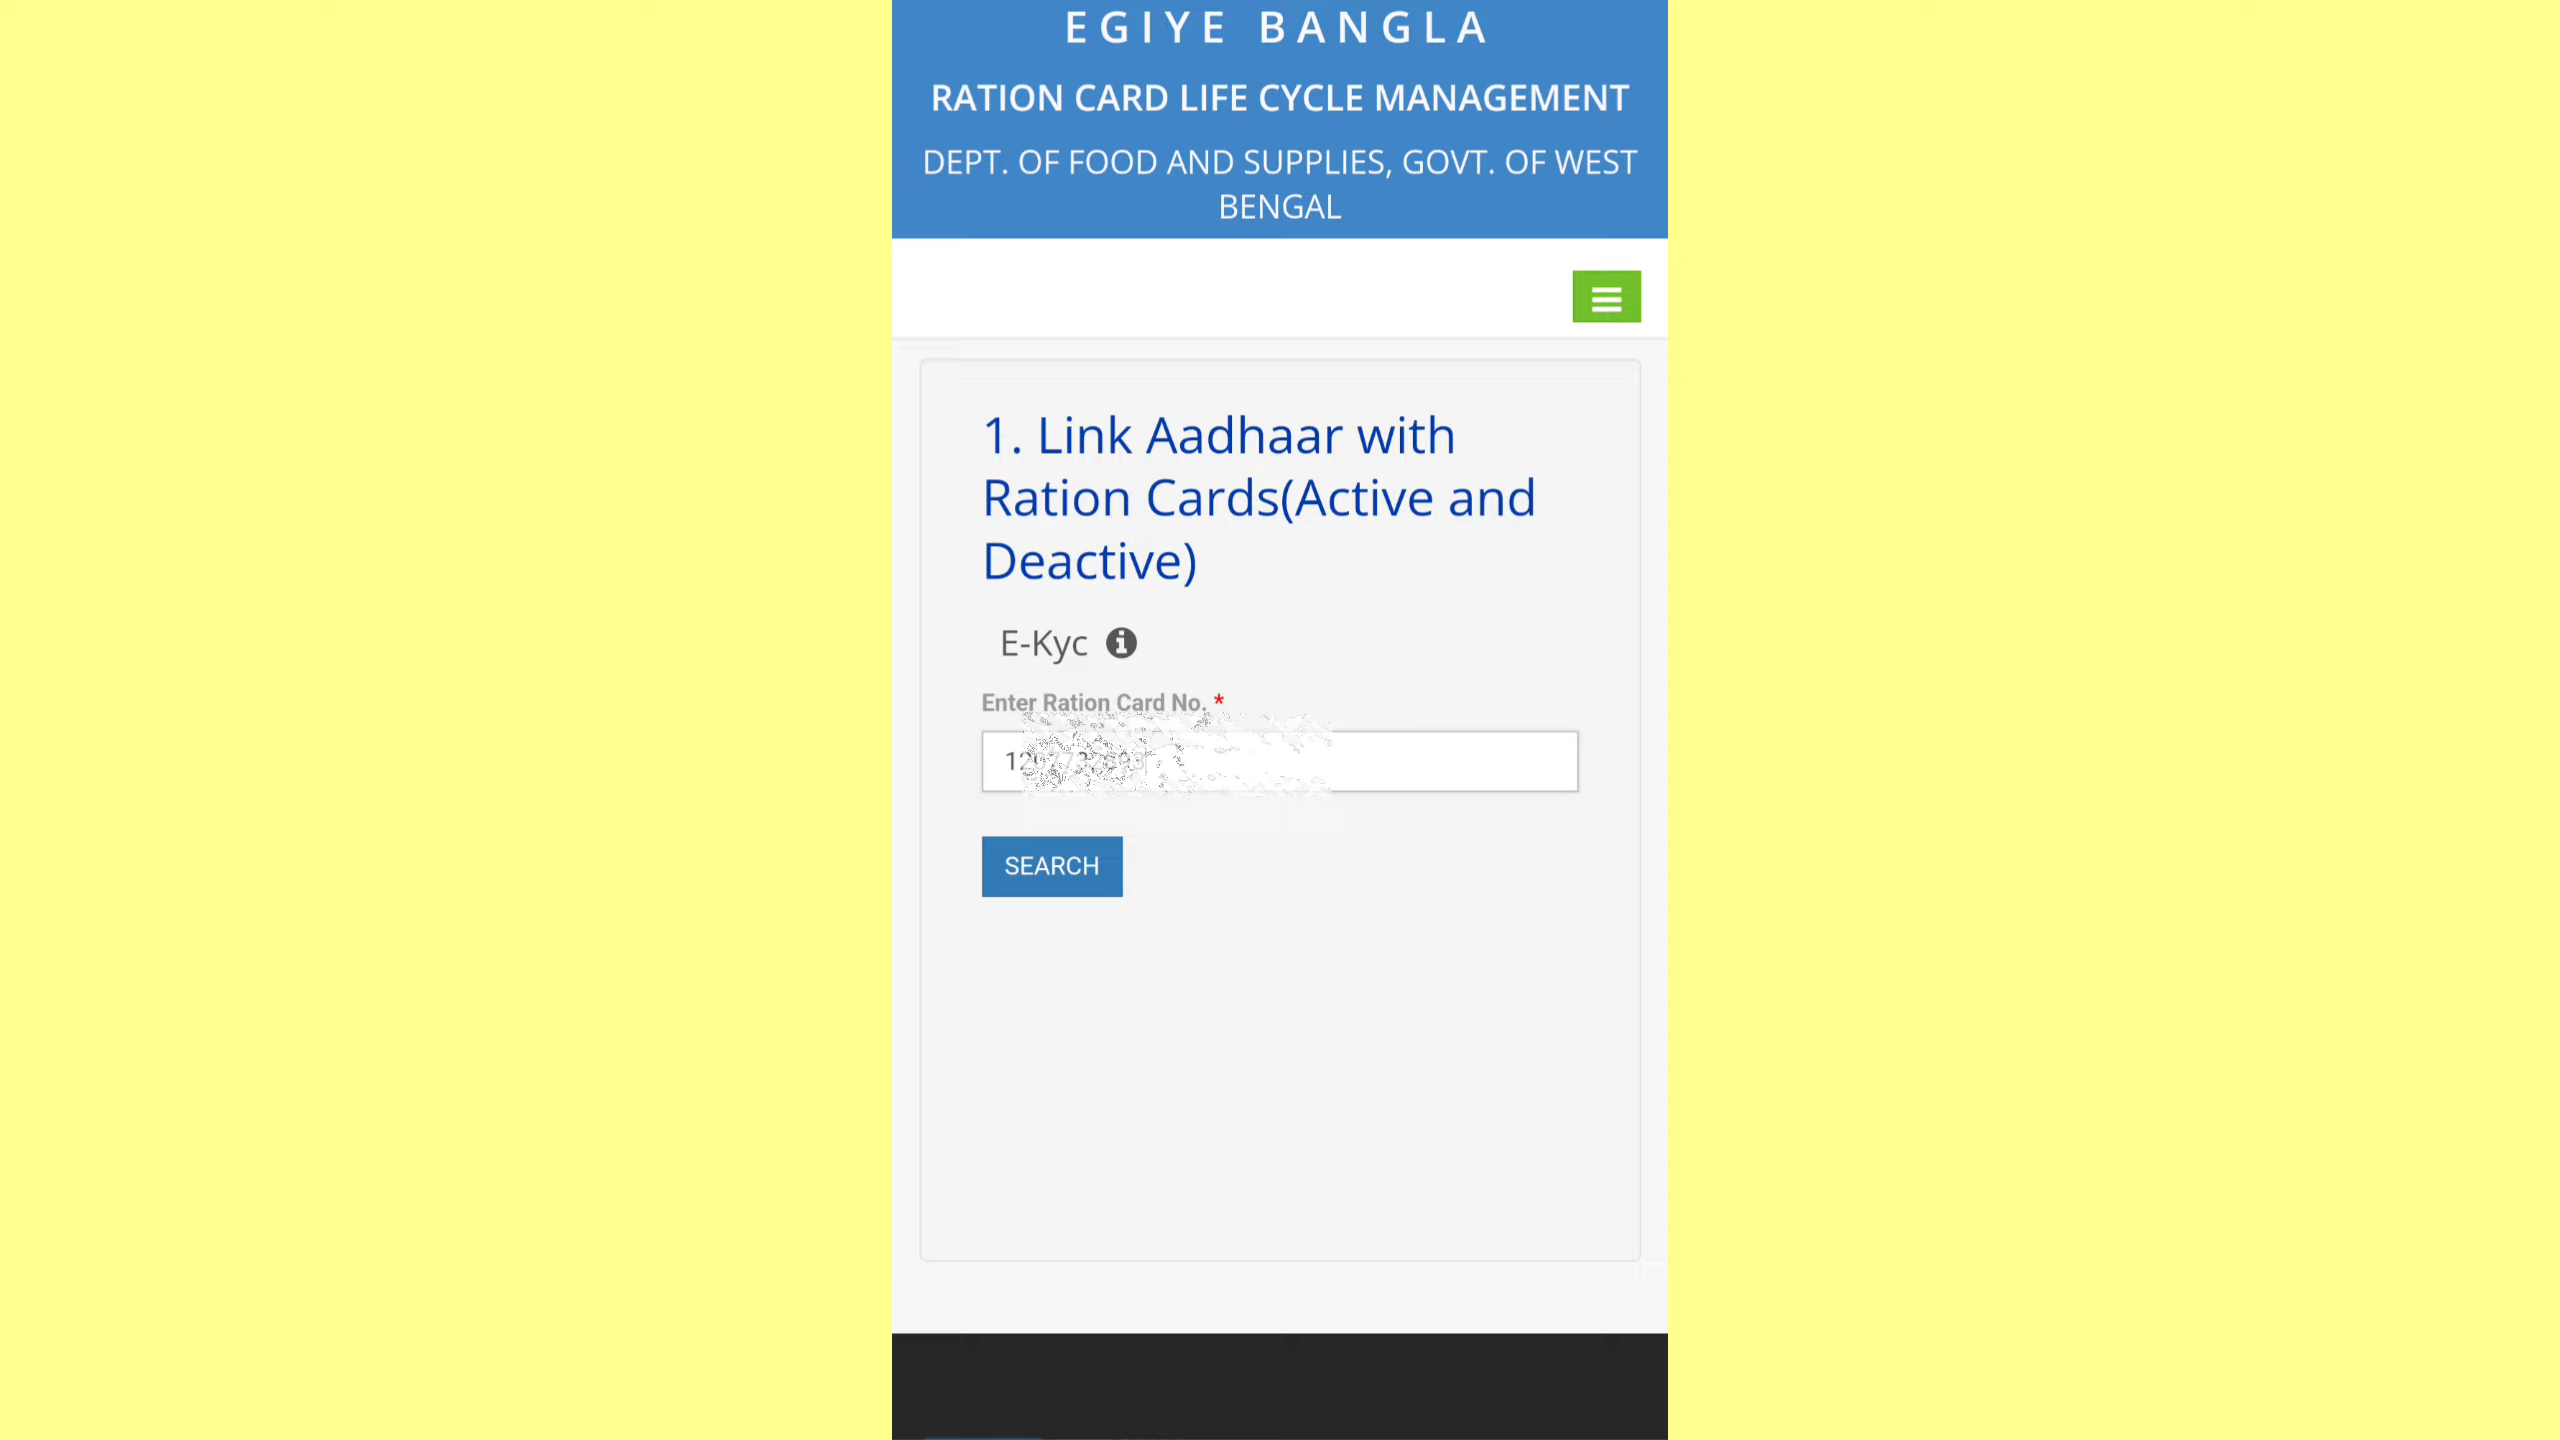 EGIYE BANGLA
RATION CARD LIFE CYCLE MANAGEMENT
DEPT. OF FOOD AND SUPPLIES, GOVT. OF WEST
BENGAL
1. Link Aadhaar with
Ration Cards(Active and
Deactive)
E-Kyc
Enter Ration Card No. *
SEARCH